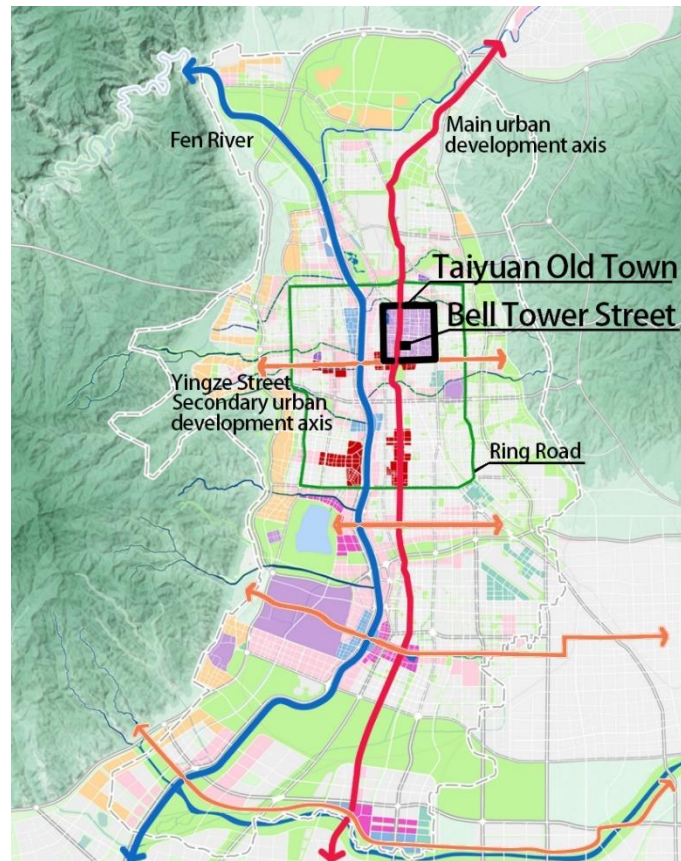 Fen River
Main urban
development axis
Taiyuan Old Town
Bell Tower Street
Yingze Street
Secondary urban
development axis
Ring Road